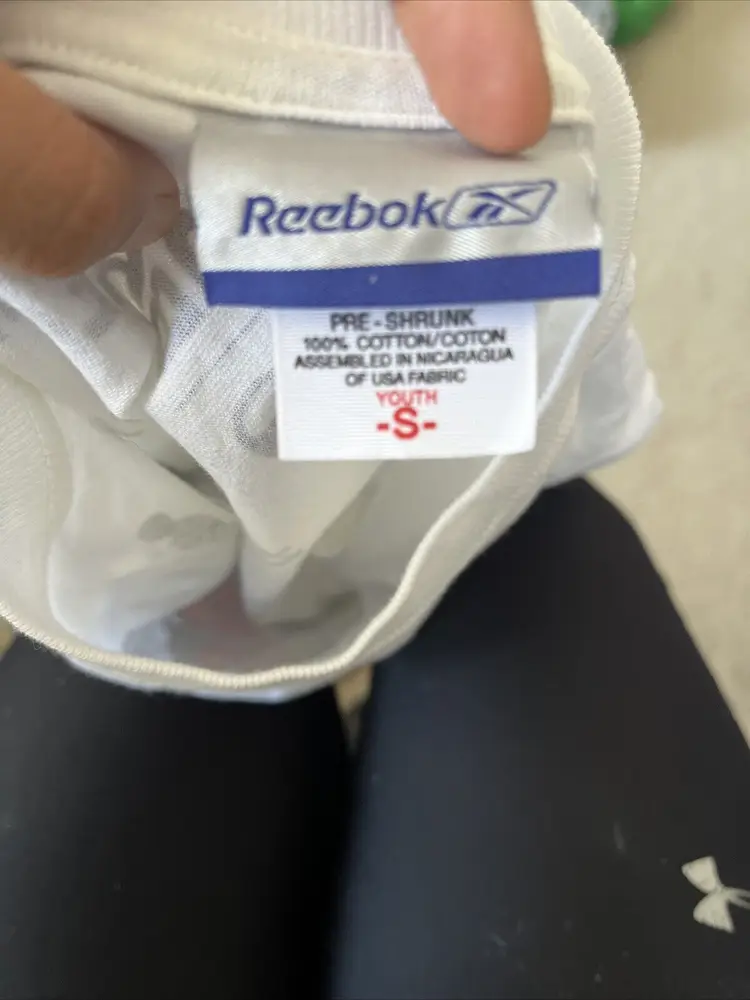 Reebok
PRE-SHRUNK
100% COTTON/COTON
ASSEMBLED IN NICARAGUA
OF USA FABRIC
YOUTH
-S-